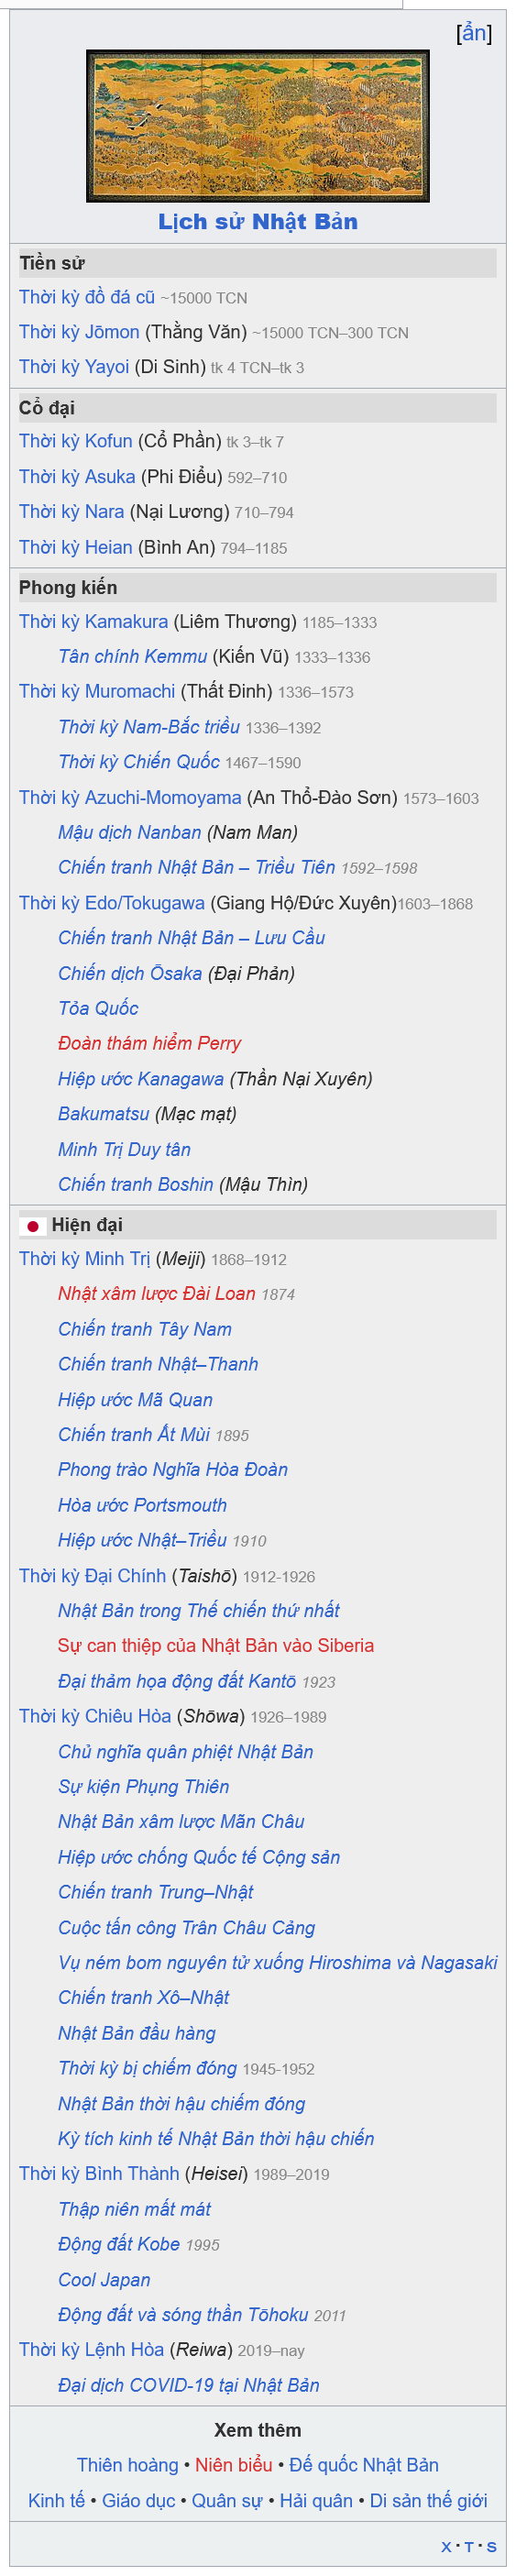 [ẩn]
Lịch sử Nhật Bản
Tiền sử
Thời kỳ đồ đá cũ ~15000 TCN
Thời kỳ Jōmon (Thằng Văn) ~15000 TCN–300 TCN
Thời kỳ Yayoi (Di Sinh) tk 4 TCN–tk 3
Cổ đại
Thời kỳ Kofun (Cổ Phần) tk 3–tk 7
Thời kỳ Asuka (Phi Điểu) 592–710
Thời kỳ Nara (Nại Lương) 710–794
Thời kỳ Heian (Bình An) 794–1185
Phong kiến
Thời kỳ Kamakura (Liêm Thương) 1185–1333
Tân chính Kemmu (Kiến Vũ) 1333–1336
Thời kỳ Muromachi (Thất Đinh) 1336–1573
Thời kỳ Nam-Bắc triều 1336–1392
Thời kỳ Chiến Quốc 1467–1590
Thời kỳ Azuchi-Momoyama (An Thổ-Đào Sơn) 1573–1603
Mậu dịch Nanban (Nam Man)
Chiến tranh Nhật Bản – Triều Tiên 1592–1598
Thời kỳ Edo/Tokugawa (Giang Hộ/Đức Xuyên)1603–1868
Chiến tranh Nhật Bản – Lưu Cầu
Chiến dịch Ōsaka (Đại Phản)
Tỏa Quốc
Đoàn thám hiểm Perry
Hiệp ước Kanagawa (Thần Nại Xuyên)
Bakumatsu (Mạc mạt)
Minh Trị Duy tân
Chiến tranh Boshin (Mậu Thìn)
Hiện đại
Thời kỳ Minh Trị (Meiji) 1868–1912
Nhật xâm lược Đài Loan 1874
Chiến tranh Tây Nam
Chiến tranh Nhật–Thanh
Hiệp ước Mã Quan
Chiến tranh Ất Mùi 1895
Phong trào Nghĩa Hòa Đoàn
Hòa ước Portsmouth
Hiệp ước Nhật–Triều 1910
Thời kỳ Đại Chính (Taishō) 1912-1926
Nhật Bản trong Thế chiến thứ nhất
Sự can thiệp của Nhật Bản vào Siberia
Đại thảm họa động đất Kantō 1923
Thời kỳ Chiêu Hòa (Shōwa) 1926–1989
Chủ nghĩa quân phiệt Nhật Bản
Sự kiện Phụng Thiên
Nhật Bản xâm lược Mãn Châu
Hiệp ước chống Quốc tế Cộng sản
Chiến tranh Trung–Nhật
Cuộc tấn công Trân Châu Cảng
Vụ ném bom nguyên tử xuống Hiroshima và Nagasaki
Chiến tranh Xô–Nhật
Nhật Bản đầu hàng
Thời kỳ bị chiếm đóng 1945-1952
Nhật Bản thời hậu chiếm đóng
Kỳ tích kinh tế Nhật Bản thời hậu chiến
Thời kỳ Bình Thành (Heisei) 1989–2019
Thập niên mất mát
Động đất Kobe 1995
Cool Japan
Động đất và sóng thần Tōhoku 2011
Thời kỳ Lệnh Hòa (Reiwa) 2019–nay
Đại dịch COVID-19 tại Nhật Bản
Xem thêm
Thiên hoàng • Niên biểu • Đế quốc Nhật Bản
Kinh tế • Giáo dục • Quân sự • Hải quân • Di sản thế giới
X · T · S